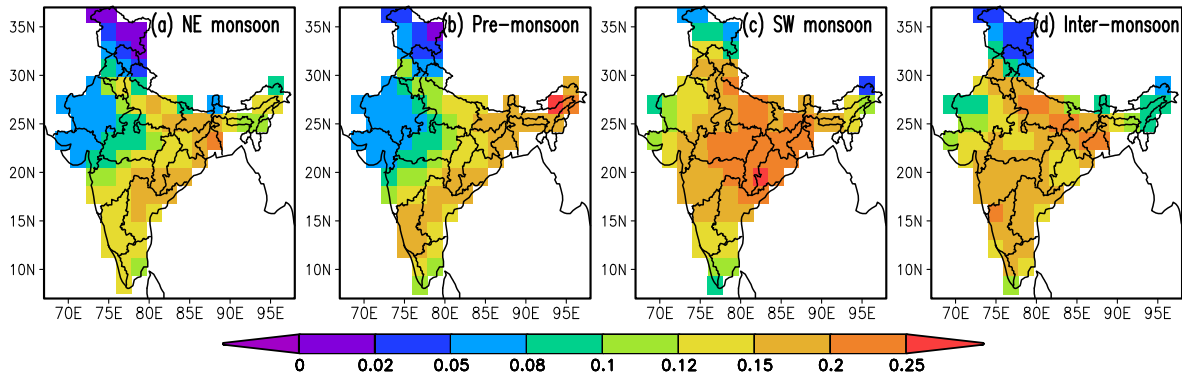 (a) NE monsoon
(b) Pre-monsoon
(c) SW monsoon
(d) Inter-monsoon
35N
30N
25N
20N
15N
10N
70E 75E 80E 85E 90E 95E
35N
30N
25N
20N
15N
10N
70E 75E 80E 85E 90E 95E
35N
30N
25N
20N
15N
10N
70E 75E 80E 85E 90E 95E
35N
30N
25N
20N
15N
10N
70E 75E 80E 85E 90E 95E
0 0.02 0.05 0.08 0.1 0.12 0.15 0.2 0.25